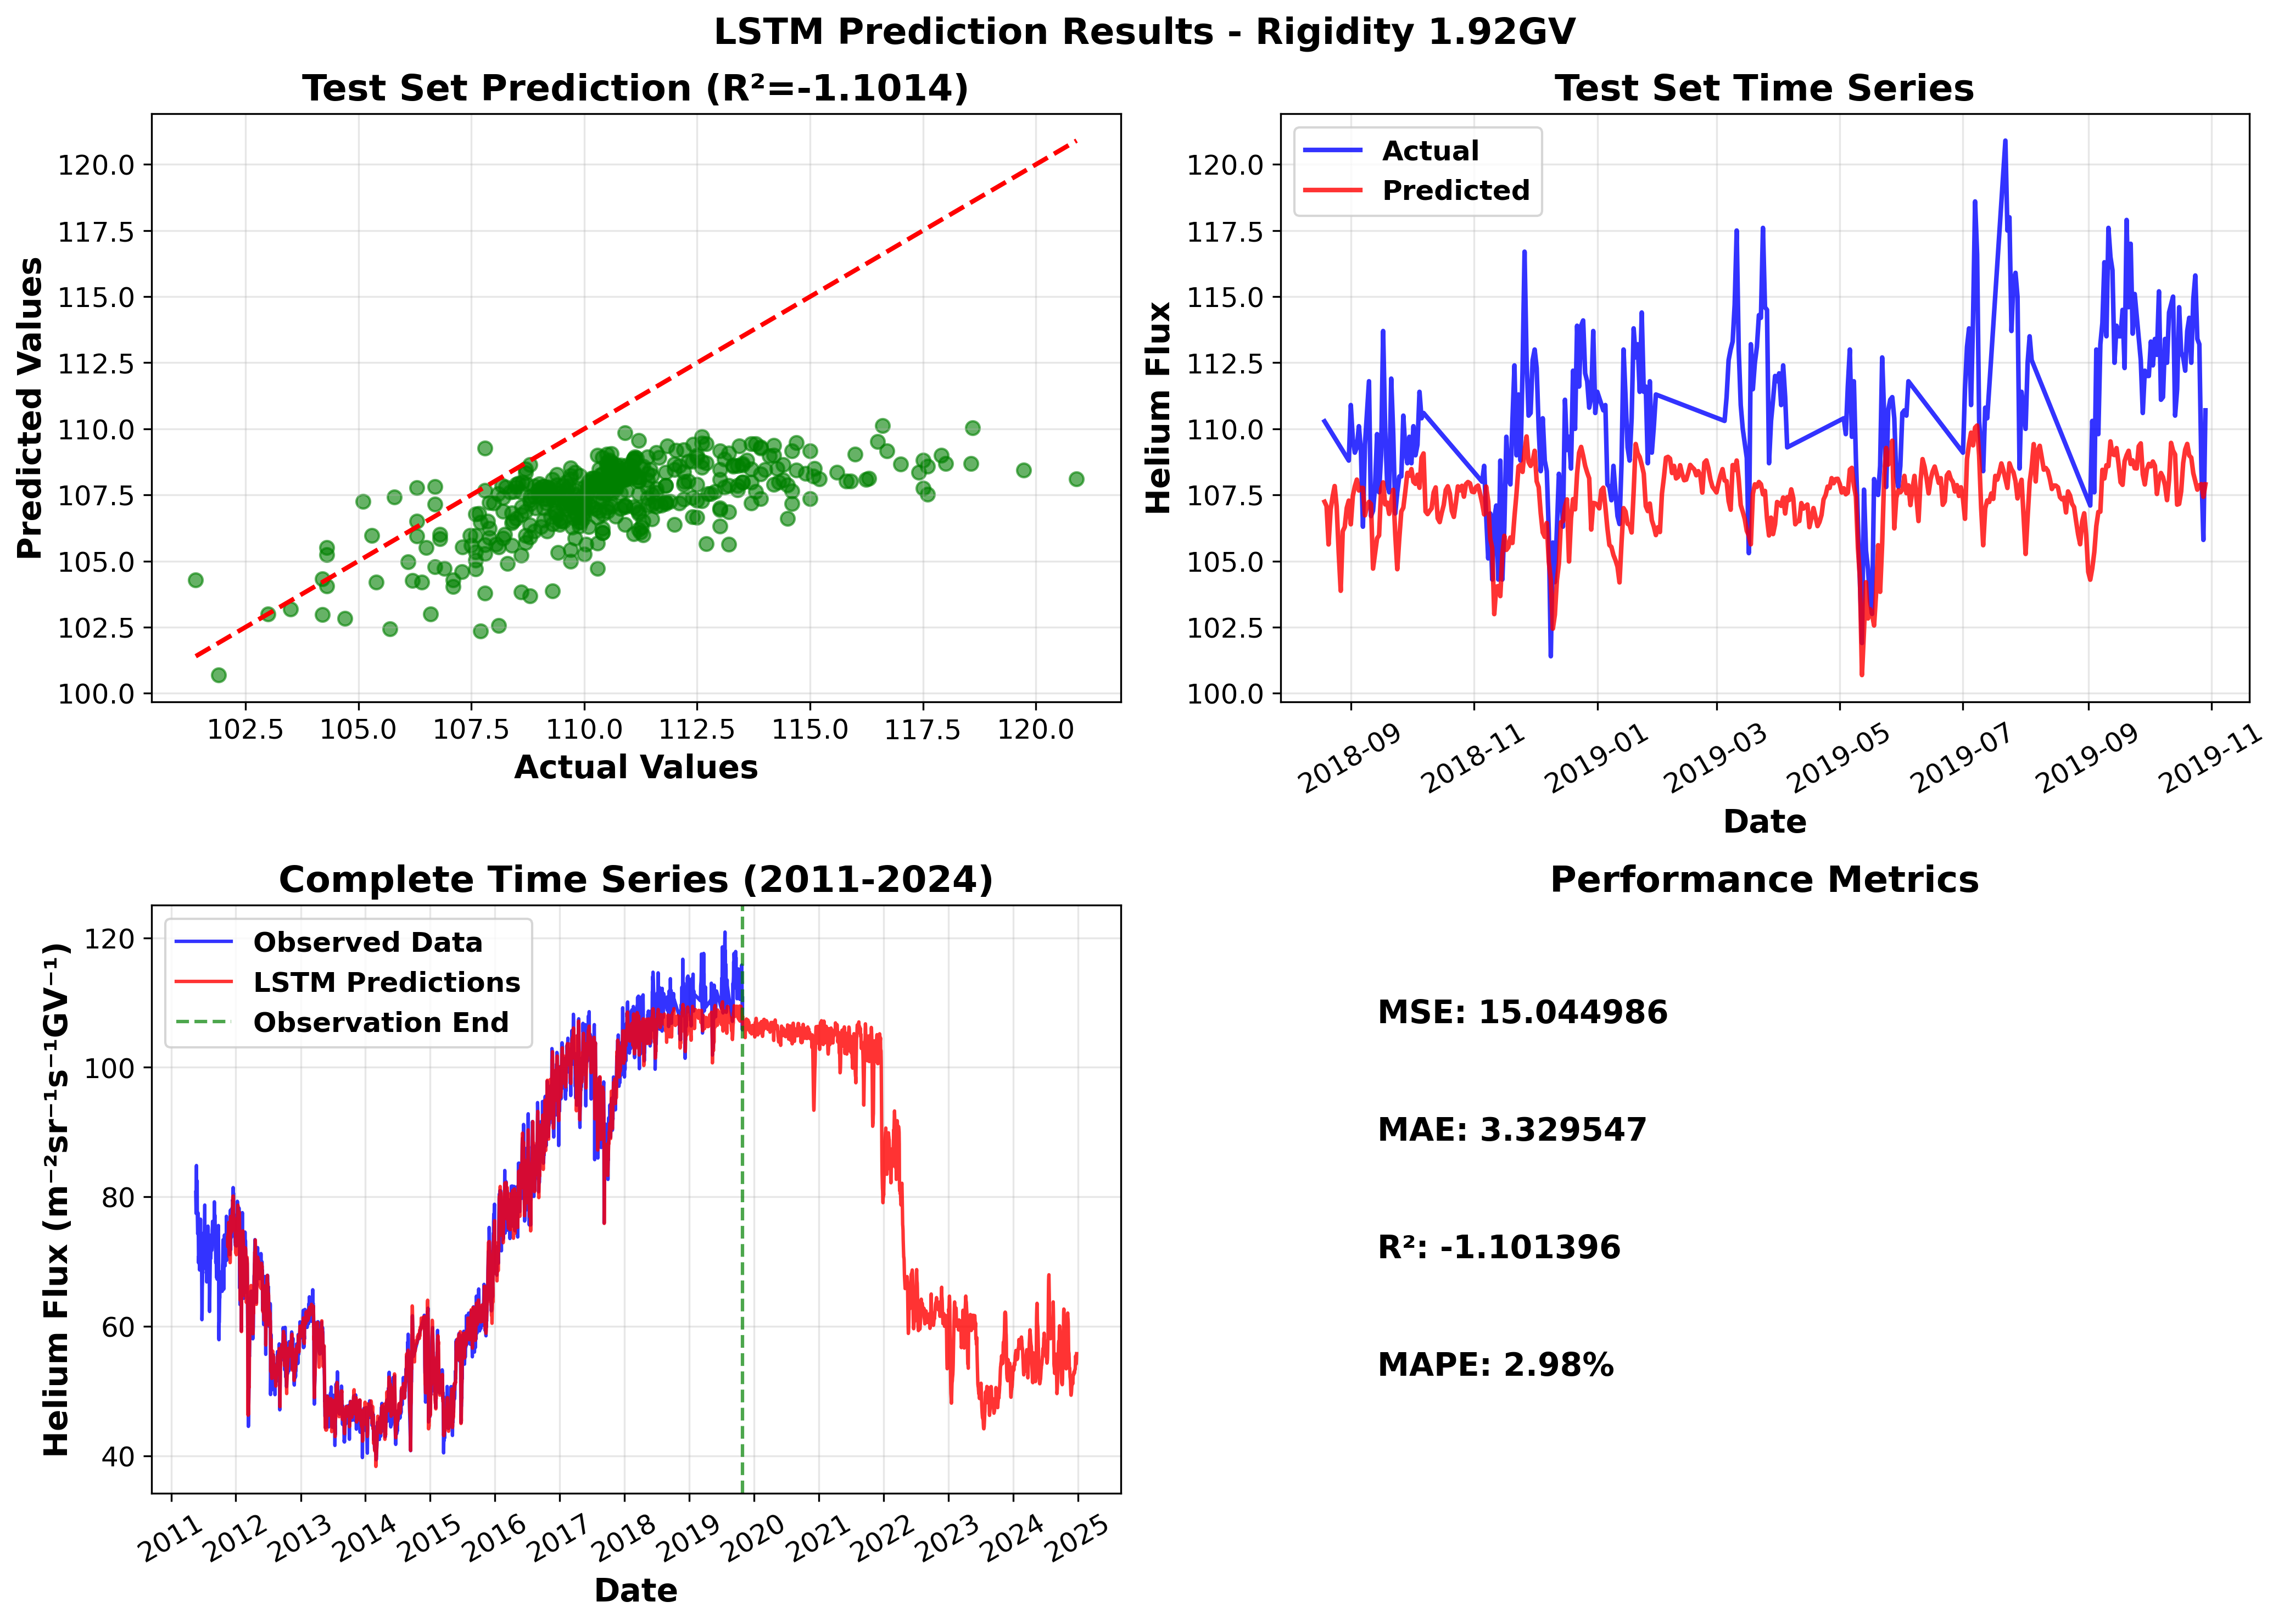 LSTM Prediction Results - Rigidity 1.92GV
Test Set Prediction (R²=-1.1014)
120.0
117.5
115.0
112.5
110.0
107.5
105.0
102.5
100.0
Predicted Values
102.5 105.0 107.5 110.0 112.5 115.0 117.5 120.0
Actual Values
Test Set Time Series
Actual
Predicted
120.0
117.5
115.0
112.5
110.0
107.5
105.0
102.5
100.0
Helium Flux
2018-09 2018-11 2019-01 2019-03 2019-05 2019-07 2019-09 2019-11
Date
Complete Time Series (2011-2024)
Observed Data
LSTM Predictions
Observation End
120
100
80
60
40
Helium Flux (m⁻²sr⁻¹s⁻¹GV⁻¹)
2011 2012 2013 2014 2015 2016 2017 2018 2019 2020 2021 2022 2023 2024 2025
Date
Performance Metrics
MSE: 15.044986
MAE: 3.329547
R²: -1.101396
MAPE: 2.98%